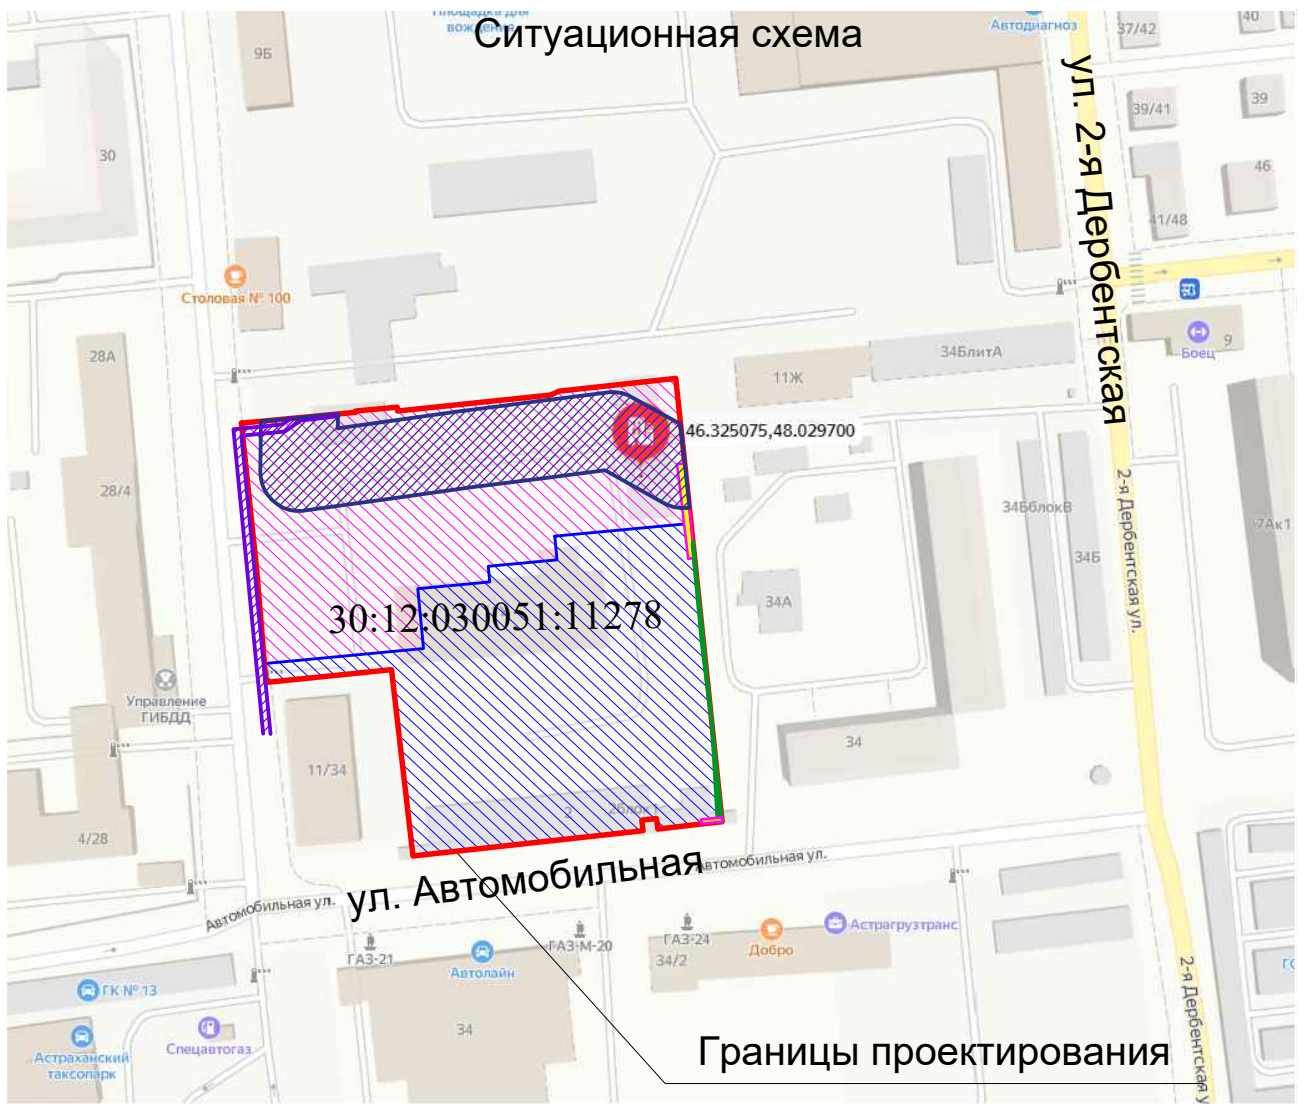 Площадка для
вождения
Ситуационная схема
Автодиагноз
37/42
40
9Б
ул. 2-я Дербентская
39/41
39
30
46
41/48
Столовая № 100
28А
34БлитА
Боец
9
11Ж
46.325075,48.029700
28/4
34БблокВ
2-я Дербентская ул.
7Ак1
34Б
34А
30:12:030051:11278
Управление
ГИБДД
34
11/34
2
2блок1
4/28
Автомобильная ул.
ул. Автомобильная
Автомобильная ул.
ГАЗ-21
ГАЗ-М-20
ГАЗ-24
34/2
Добро
Астрагрузтранс
Автолайн
ГК № 13
34
Спецавтогаз
Астраханский
таксопарк
2-я Дербентская у
Границы проектирования